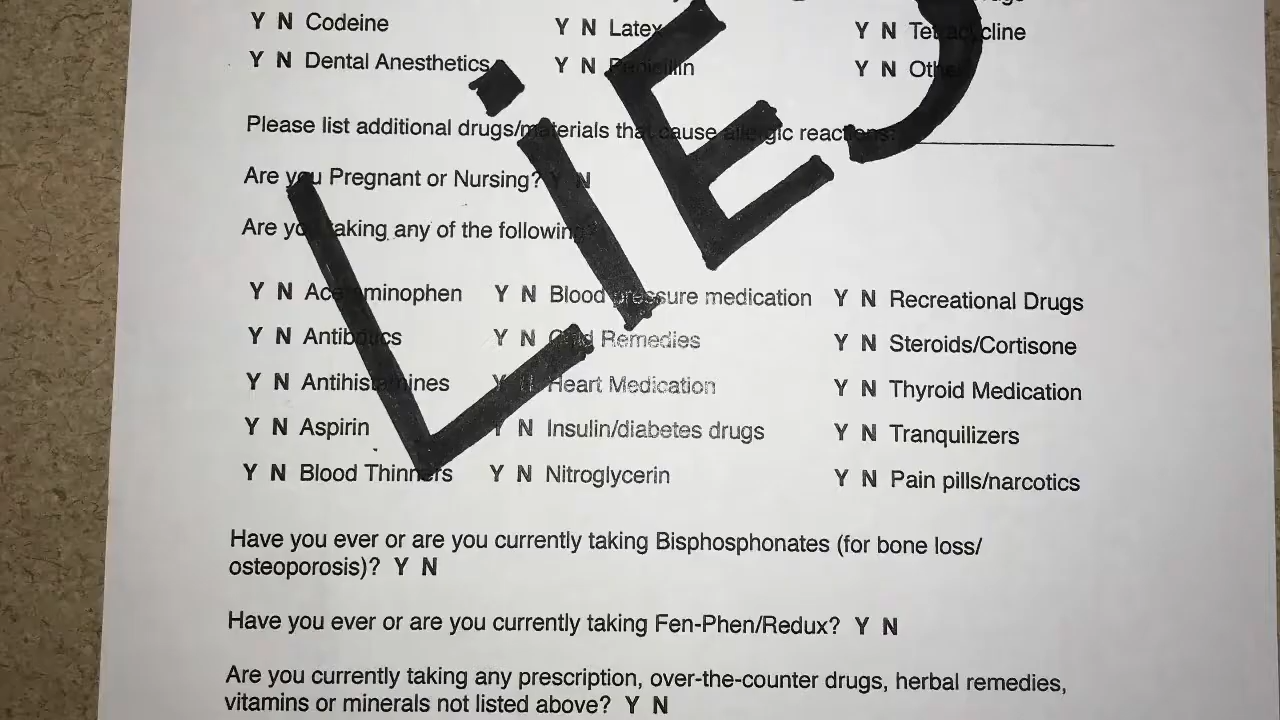 Y N Codeine Y N Latex Y N Tetracycline
Y N Dental Anesthetics Y N Penicillin Y N Other
Please list additional drugs/materials that cause allergic reactions:
Are you Pregnant or Nursing? Y N
Are you taking any of the following?
Y N Acetaminophen Y N Blood pressure medication Y N Recreational Drugs
Y N Antibiotics Y N Cold Remedies Y N Steroids/Cortisone
Y N Antihistamines Y N Heart Medication Y N Thyroid Medication
Y N Aspirin Y N Insulin/diabetes drugs Y N Tranquilizers
Y N Blood Thinners Y N Nitroglycerin Y N Pain pills/narcotics
Have you ever or are you currently taking Bisphosphonates (for bone loss/
osteoporosis)? Y N
Have you ever or are you currently taking Fen-Phen/Redux? Y N
Are you currently taking any prescription, over-the-counter drugs, herbal remedies,
vitamins or minerals not listed above? Y N
LiES